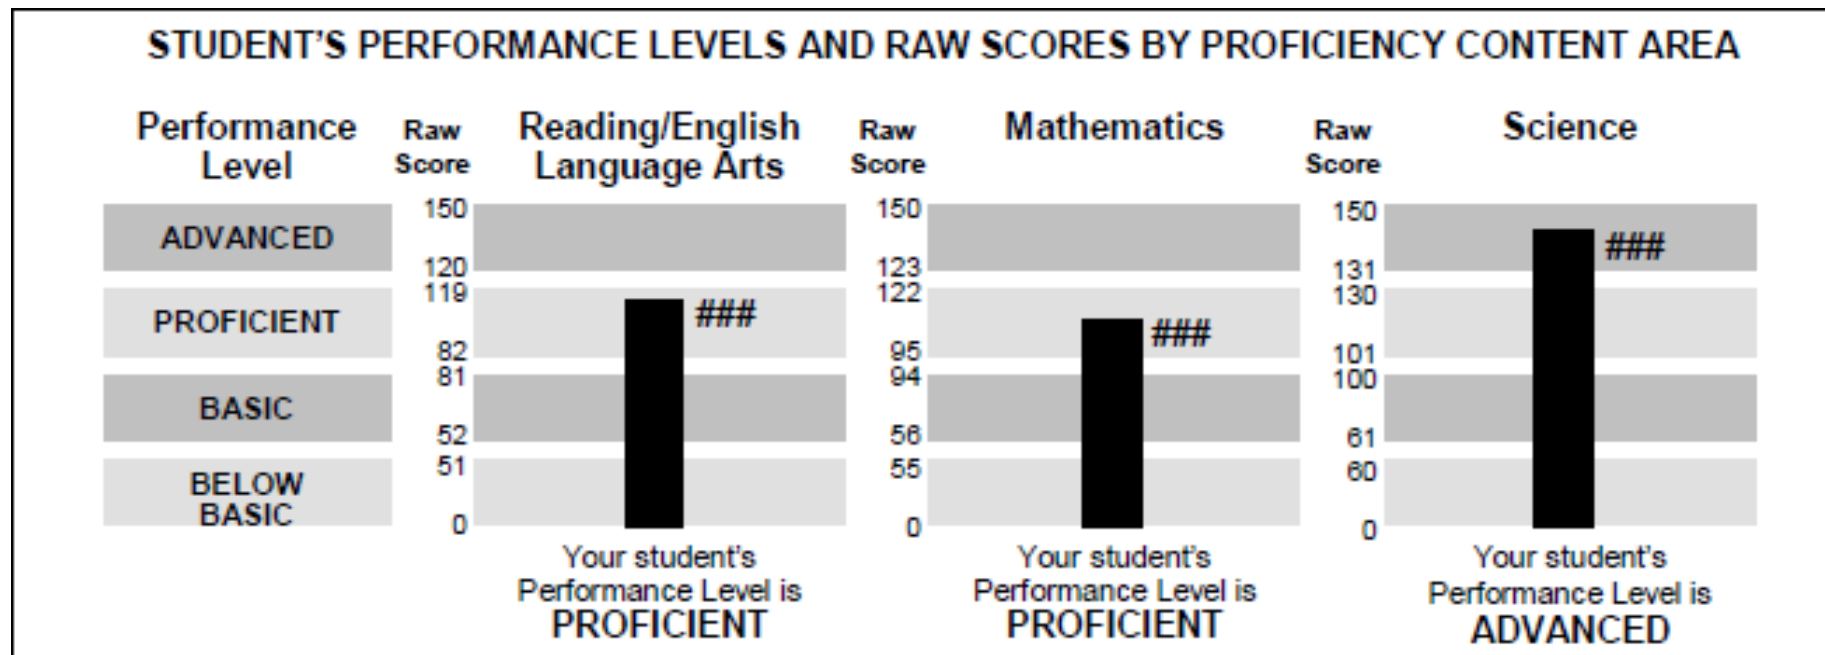 STUDENT'S PERFORMANCE LEVELS AND RAW SCORES BY PROFICIENCY CONTENT AREA
Performance
Level
Raw
Score
Reading/English
Language Arts
Raw
Score
Mathematics
Raw
Score
Science
ADVANCED
PROFICIENT
BASIC
BELOW
BASIC
150
120
119
82
81
52
51
0
###
Your student's
Performance Level is
PROFICIENT
150
123
122
95
94
56
55
0
###
Your student's
Performance Level is
PROFICIENT
150
131
130
101
100
61
60
0
###
Your student's
Performance Level is
ADVANCED